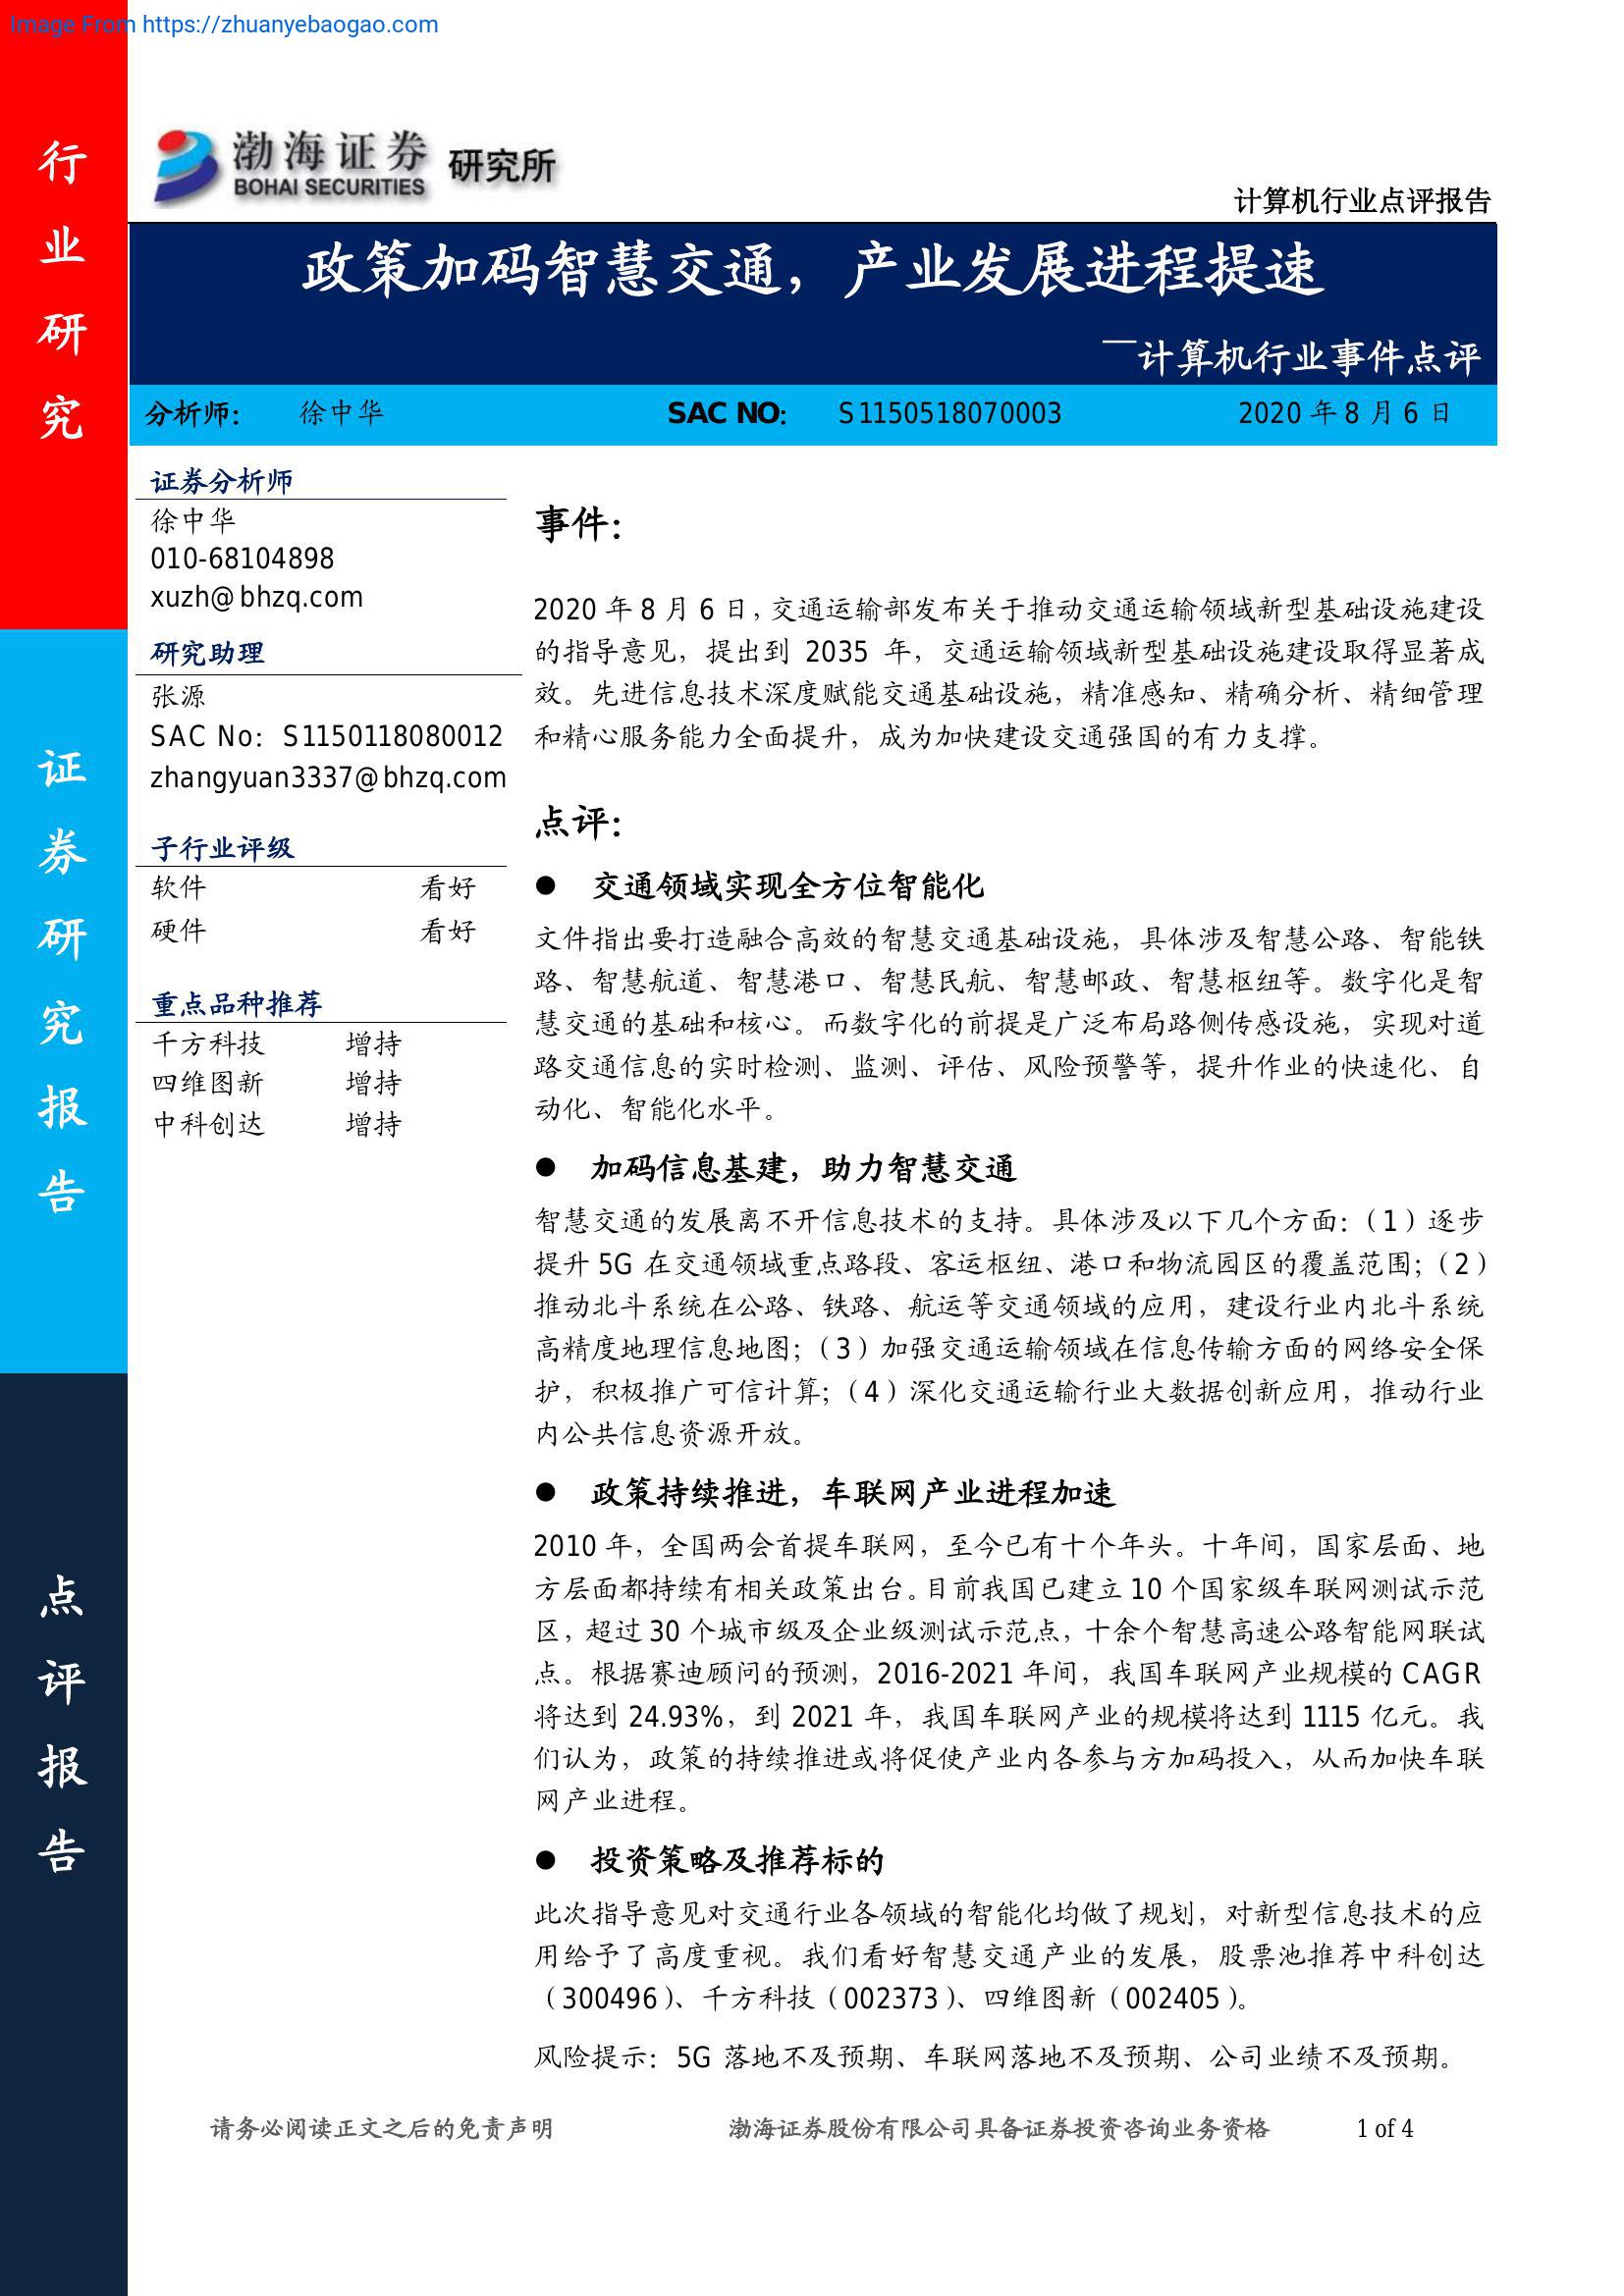 Image From https://zhuanyebaogao.com
渤海证券
BOHAI SECURITIES
研究所
计算机行业点评报告
政策加码智慧交通，产业发展进程提速
―计算机行业事件点评
分析师： 徐中华 SAC NO： S1150518070003 2020 年 8 月 6 日
行
业
研
究
证
券
研
究
报
告
点
评
报
告
证券分析师
徐中华
010-68104898
xuzh@bhzq.com
研究助理
张源
SAC No：S1150118080012
zhangyuan3337@bhzq.com
子行业评级
软件 看好
硬件 看好
重点品种推荐
千方科技 增持
四维图新 增持
中科创达 增持
事件：
2020 年 8 月 6 日，交通运输部发布关于推动交通运输领域新型基础设施建设
的指导意见，提出到 2035 年，交通运输领域新型基础设施建设取得显著成
效。先进信息技术深度赋能交通基础设施，精准感知、精确分析、精细管理
和精心服务能力全面提升，成为加快建设交通强国的有力支撑。
点评：
● 交通领域实现全方位智能化
文件指出要打造融合高效的智慧交通基础设施，具体涉及智慧公路、智能铁
路、智慧航道、智慧港口、智慧民航、智慧邮政、智慧枢纽等。数字化是智
慧交通的基础和核心。而数字化的前提是广泛布局路侧传感设施，实现对道
路交通信息的实时检测、监测、评估、风险预警等，提升作业的快速化、自
动化、智能化水平。
● 加码信息基建，助力智慧交通
智慧交通的发展离不开信息技术的支持。具体涉及以下几个方面：（1）逐步
提升 5G 在交通领域重点路段、客运枢纽、港口和物流园区的覆盖范围；（2）
推动北斗系统在公路、铁路、航运等交通领域的应用，建设行业内北斗系统
高精度地理信息地图；（3）加强交通运输领域在信息传输方面的网络安全保
护，积极推广可信计算；（4）深化交通运输行业大数据创新应用，推动行业
内公共信息资源开放。
● 政策持续推进，车联网产业进程加速
2010 年，全国两会首提车联网，至今已有十个年头。十年间，国家层面、地
方层面都持续有相关政策出台。目前我国已建立 10 个国家级车联网测试示范
区，超过 30 个城市级及企业级测试示范点，十余个智慧高速公路智能网联试
点。根据赛迪顾问的预测，2016-2021 年间，我国车联网产业规模的 CAGR
将达到 24.93%，到 2021 年，我国车联网产业的规模将达到 1115 亿元。我
们认为，政策的持续推进或将促使产业内各参与方加码投入，从而加快车联
网产业进程。
● 投资策略及推荐标的
此次指导意见对交通行业各领域的智能化均做了规划，对新型信息技术的应
用给予了高度重视。我们看好智慧交通产业的发展，股票池推荐中科创达
（300496）、千方科技（002373）、四维图新（002405）。
风险提示：5G 落地不及预期、车联网落地不及预期、公司业绩不及预期。
请务必阅读正文之后的免责声明 渤海证券股份有限公司具备证券投资咨询业务资格 1 of 4